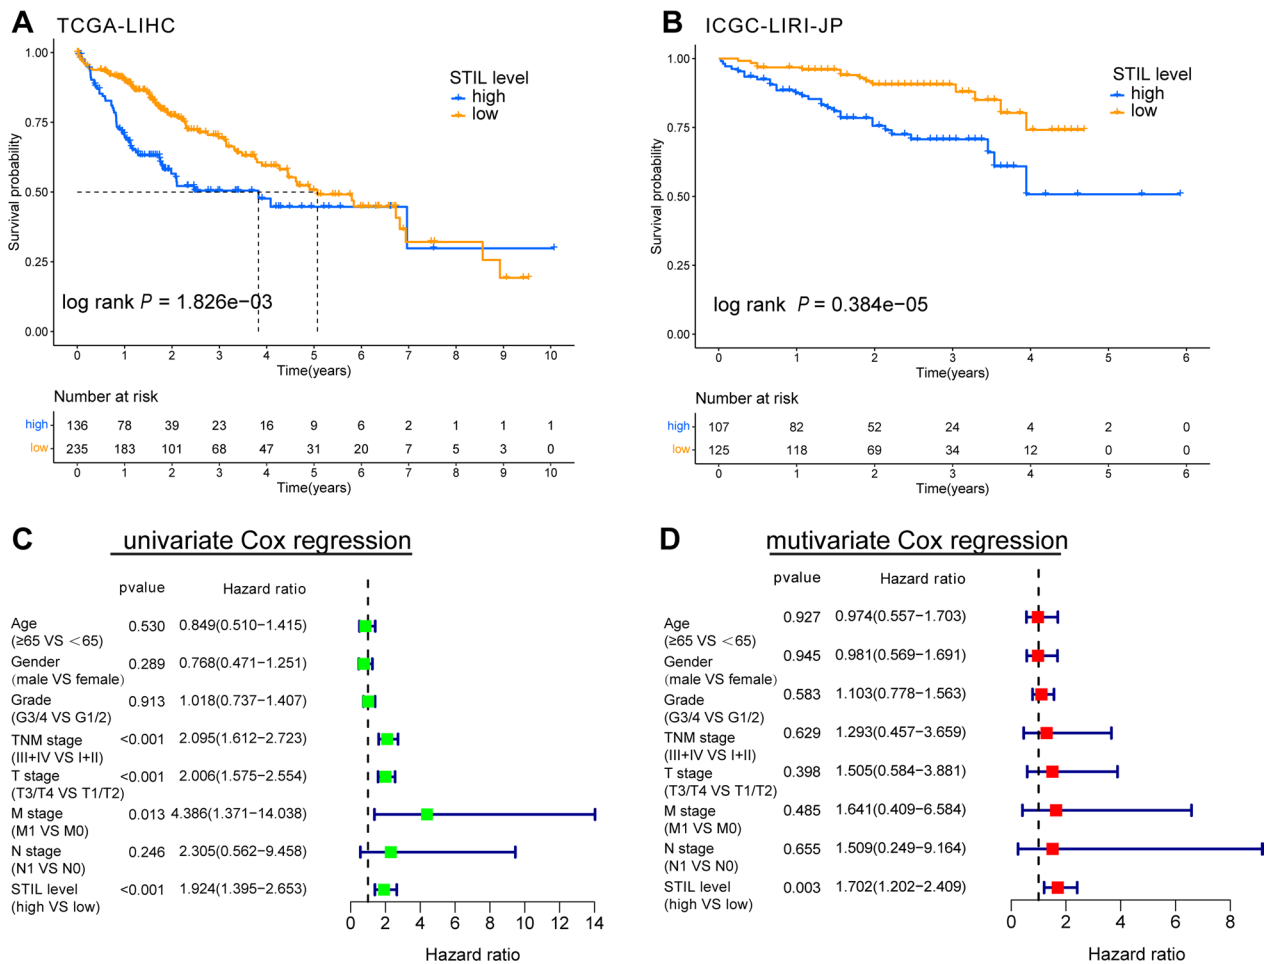 A TCGA-LIHC
STIL level
high
low
Survival probability
1.00
0.75
0.50
0.25
0.00
log rank P = 1.826e−03
0 1 2 3 4 5 6 7 8 9 10
Time(years)
Number at risk
high 136 78 39 23 16 9 6 2 1 1 1
low 235 183 101 68 47 31 20 7 5 3 0
0 1 2 3 4 5 6 7 8 9 10
Time(years)
B ICGC-LIRI-JP
STIL level
high
low
Survival probability
1.00
0.75
0.50
0.25
0.00
log rank P = 0.384e−05
0 1 2 3 4 5 6
Time(years)
Number at risk
high 107 82 52 24 4 2 0
low 125 118 69 34 12 0 0
0 1 2 3 4 5 6
Time(years)
C univariate Cox regression
pvalue Hazard ratio
Age 0.530 0.849(0.510−1.415)
(≥65 VS <65)
Gender 0.289 0.768(0.471−1.251)
(male VS female)
Grade 0.913 1.018(0.737−1.407)
(G3/4 VS G1/2)
TNM stage <0.001 2.095(1.612−2.723)
(III+IV VS I+II)
T stage <0.001 2.006(1.575−2.554)
(T3/T4 VS T1/T2)
M stage 0.013 4.386(1.371−14.038)
(M1 VS M0)
N stage 0.246 2.305(0.562−9.458)
(N1 VS N0)
STIL level <0.001 1.924(1.395−2.653)
(high VS low)
0 2 4 6 8 10 12 14
Hazard ratio
D mutivariate Cox regression
pvalue Hazard ratio
Age 0.927 0.974(0.557−1.703)
(≥65 VS <65)
Gender 0.945 0.981(0.569−1.691)
(male VS female)
Grade 0.583 1.103(0.778−1.563)
(G3/4 VS G1/2)
TNM stage 0.629 1.293(0.457−3.659)
(III+IV VS I+II)
T stage 0.398 1.505(0.584−3.881)
(T3/T4 VS T1/T2)
M stage 0.485 1.641(0.409−6.584)
(M1 VS M0)
N stage 0.655 1.509(0.249−9.164)
(N1 VS N0)
STIL level 0.003 1.702(1.202−2.409)
(high VS low)
0 2 4 6 8
Hazard ratio